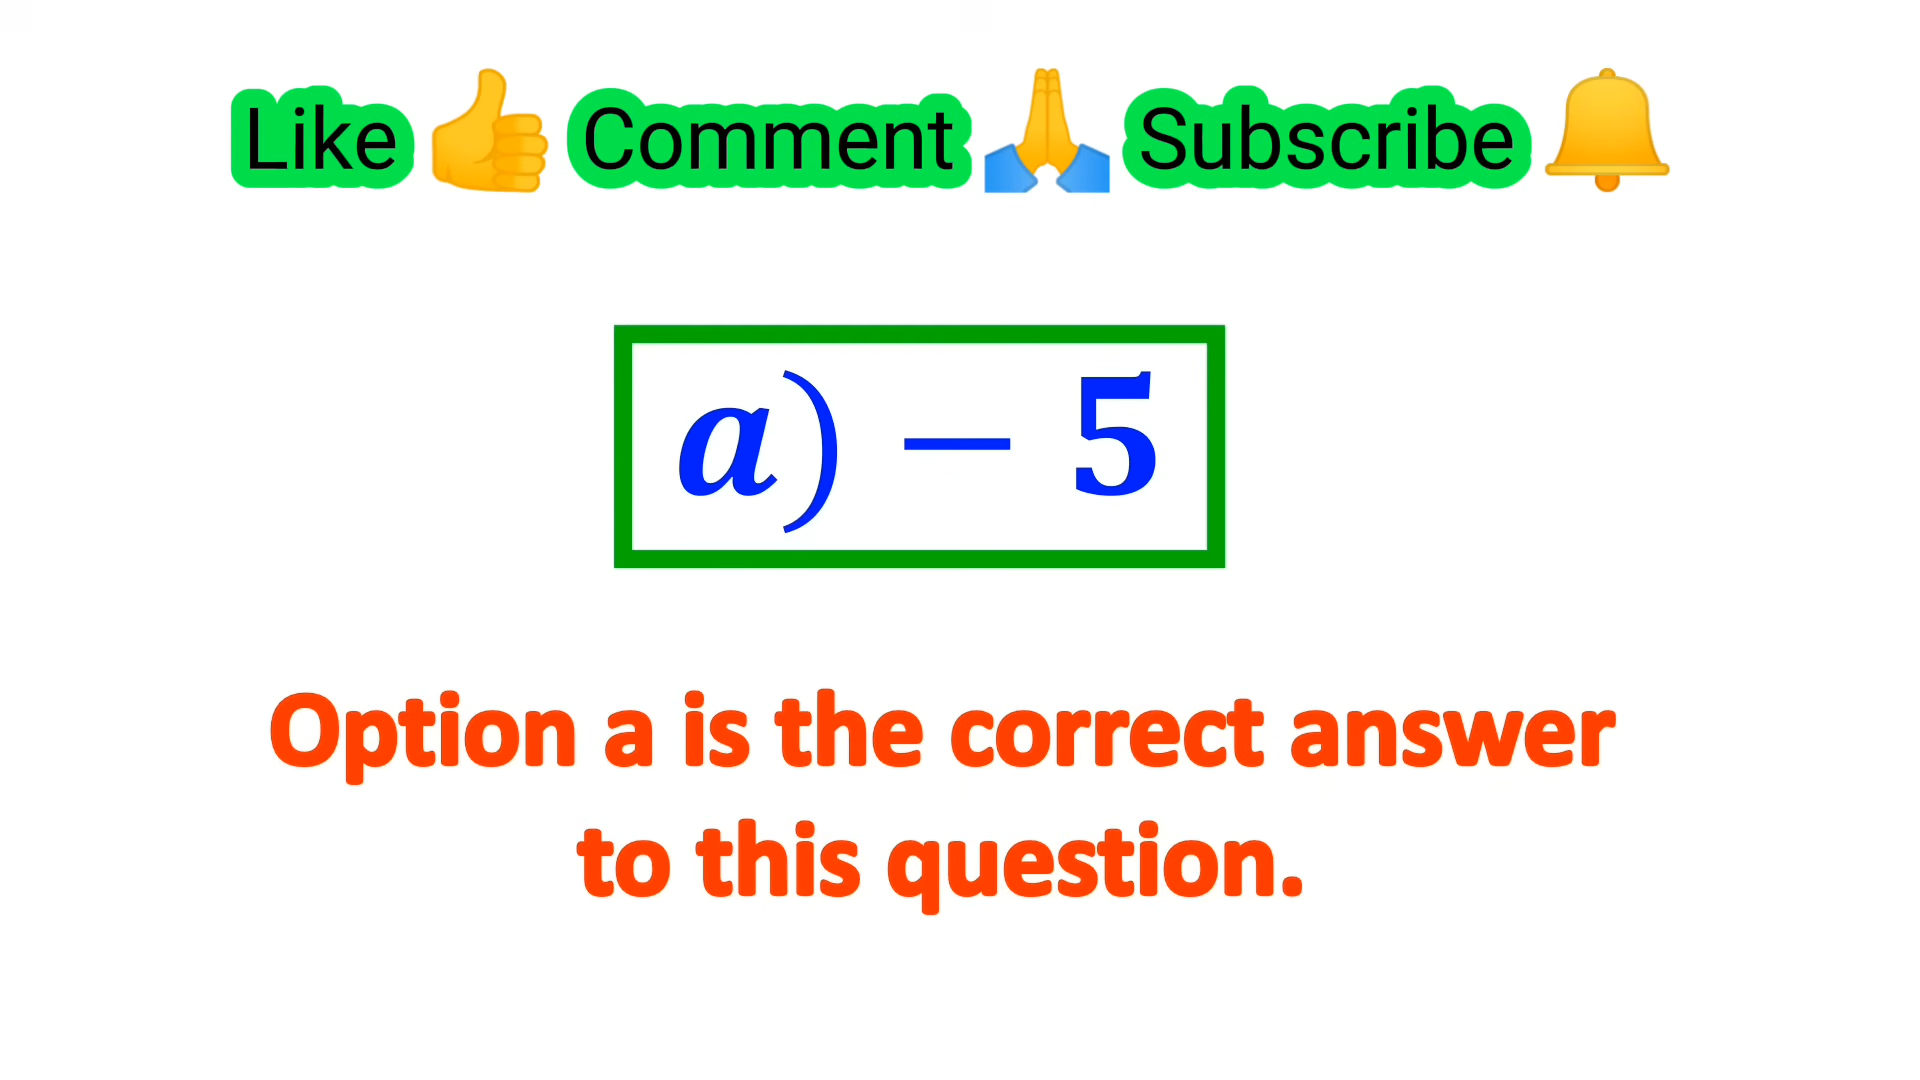 Like 👍 Comment 🙏 Subscribe 🔔
a) − 5
Option a is the correct answer
to this question.